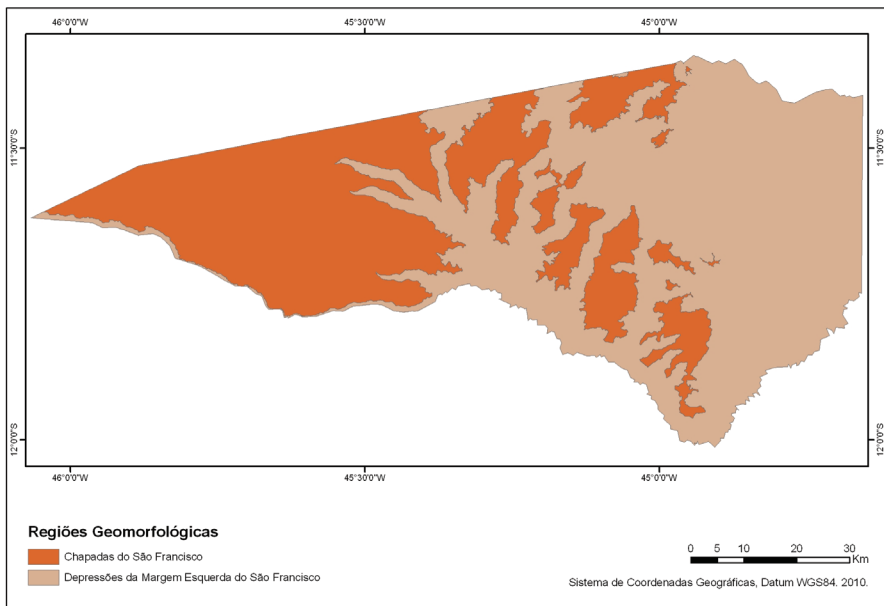 46°0'0"W 45°30'0"W 45°0'0"W
11°30'0"S 11°30'0"S
12°0'0"S 12°0'0"S
46°0'0"W 45°30'0"W 45°0'0"W
Regiões Geomorfológicas
Chapadas do São Francisco
Depressões da Margem Esquerda do São Francisco
0 5 10 20 30
Km
Sistema de Coordenadas Geográficas, Datum WGS84. 2010.